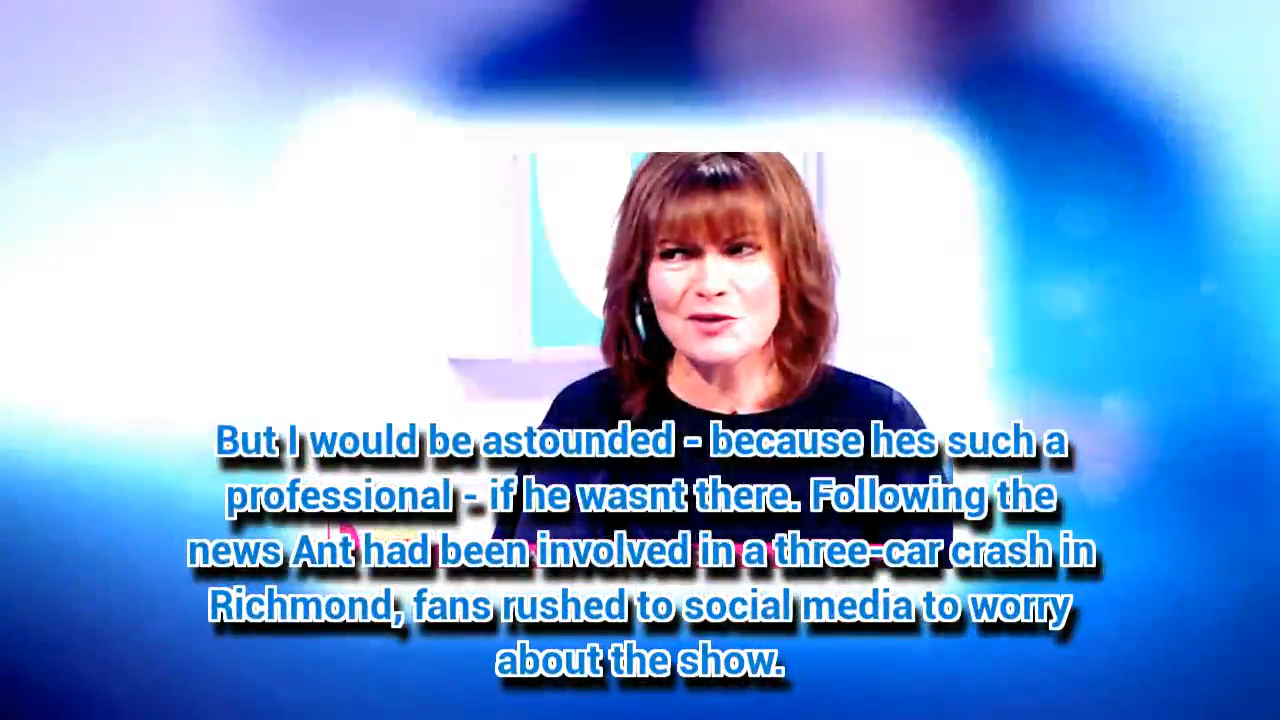 But I would be astounded - because hes such a
professional - if he wasnt there. Following the
news Ant had been involved in a three-car crash in
Richmond, fans rushed to social media to worry
about the show.